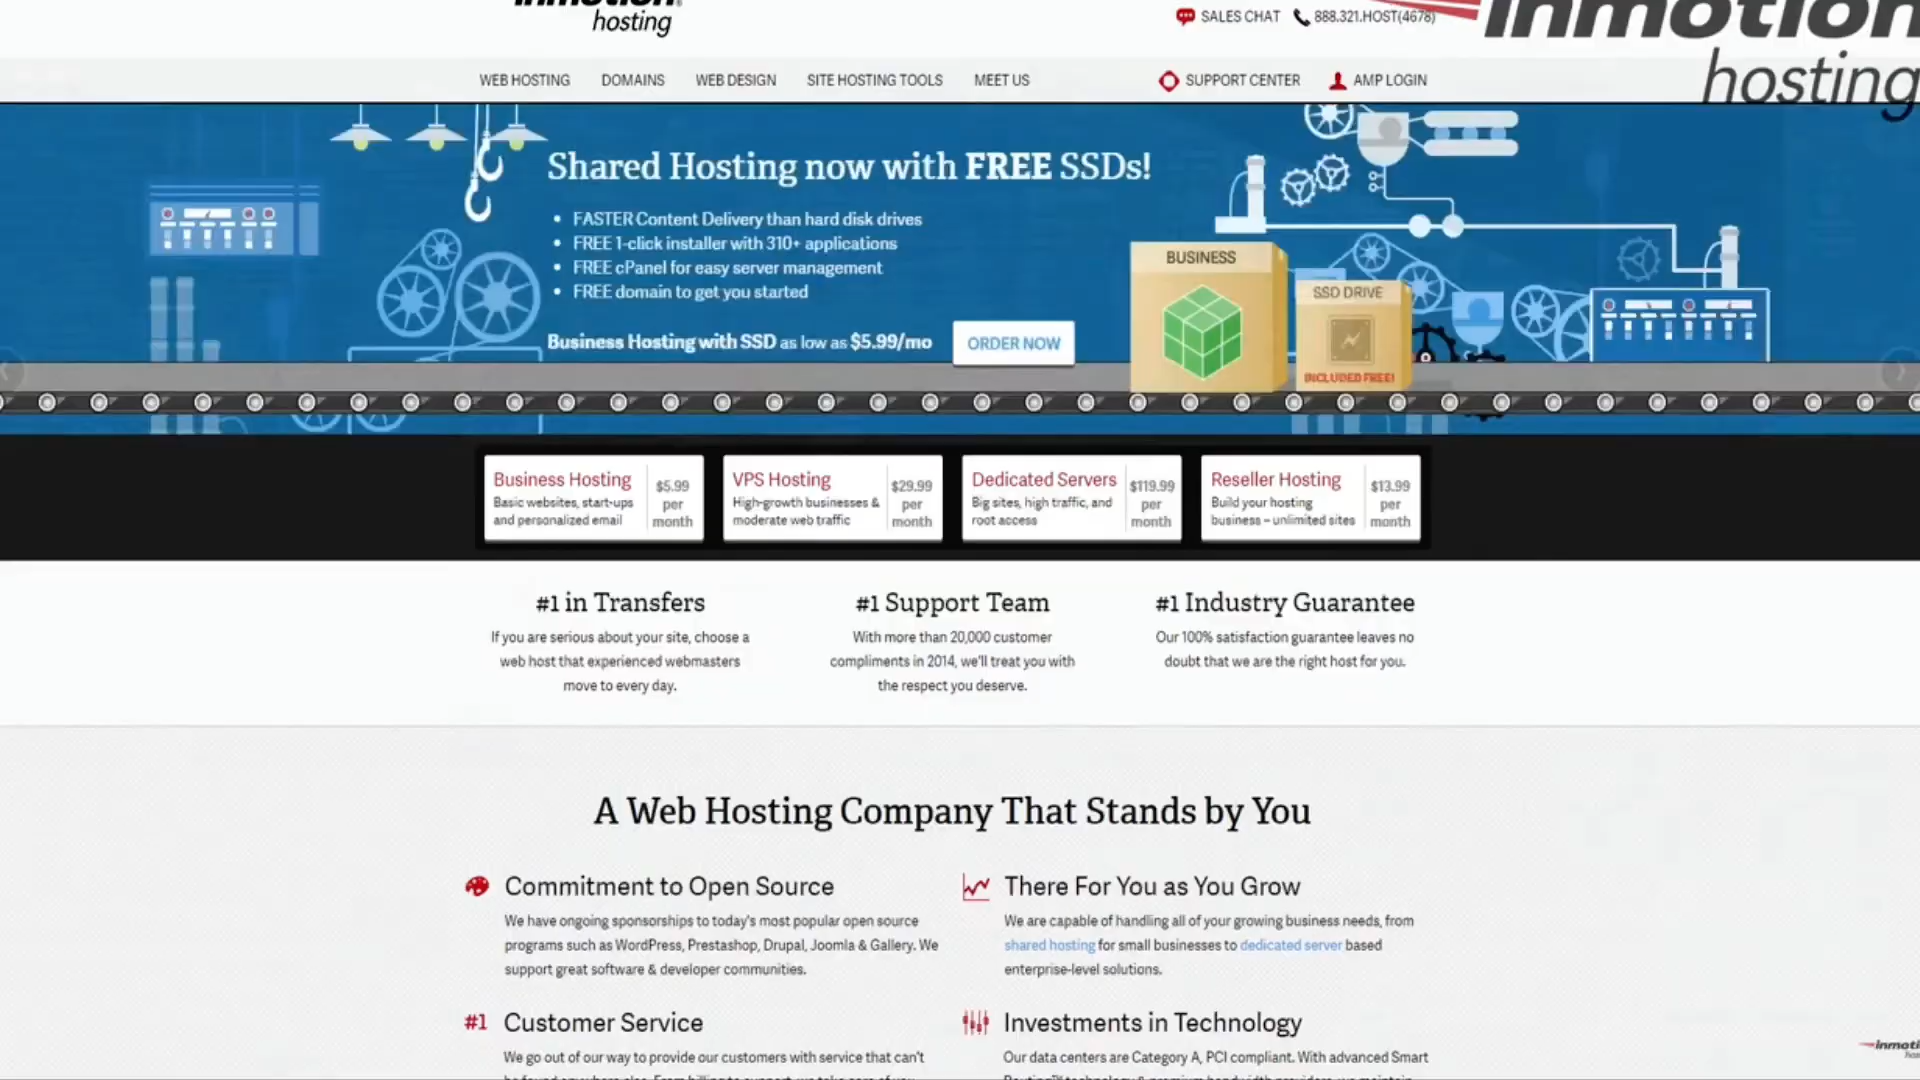 inmotion
hosting
SALES CHAT
888.321.HOST(4678)
inmotion
hosting
WEB HOSTING
DOMAINS
WEB DESIGN
SITE HOSTING TOOLS
MEET US
SUPPORT CENTER
AMP LOGIN
Shared Hosting now with FREE SSDs!
• FASTER Content Delivery than hard disk drives
• FREE 1-click installer with 310+ applications
• FREE cPanel for easy server management
• FREE domain to get you started
Business Hosting with SSD as low as $5.99/mo
ORDER NOW
BUSINESS
SSD DRIVE
INCLUDED FREE!
Business Hosting
Basic websites, start-ups
and personalized email
$5.99
per
month
VPS Hosting
High-growth businesses &
moderate web traffic
$29.99
per
month
Dedicated Servers
Big sites, high traffic, and
root access
$119.99
per
month
Reseller Hosting
Build your hosting
business – unlimited sites
$13.99
per
month
#1 in Transfers
If you are serious about your site, choose a
web host that experienced webmasters
move to every day.
#1 Support Team
With more than 20,000 customer
compliments in 2014, we'll treat you with
the respect you deserve.
#1 Industry Guarantee
Our 100% satisfaction guarantee leaves no
doubt that we are the right host for you.
A Web Hosting Company That Stands by You
Commitment to Open Source
We have ongoing sponsorships to today's most popular open source
programs such as WordPress, Prestashop, Drupal, Joomla & Gallery. We
support great software & developer communities.
There For You as You Grow
We are capable of handling all of your growing business needs, from
shared hosting for small businesses to dedicated server based
enterprise-level solutions.
#1 Customer Service
We go out of our way to provide our customers with service that can't
Investments in Technology
Our data centers are Category A, PCI compliant. With advanced Smart